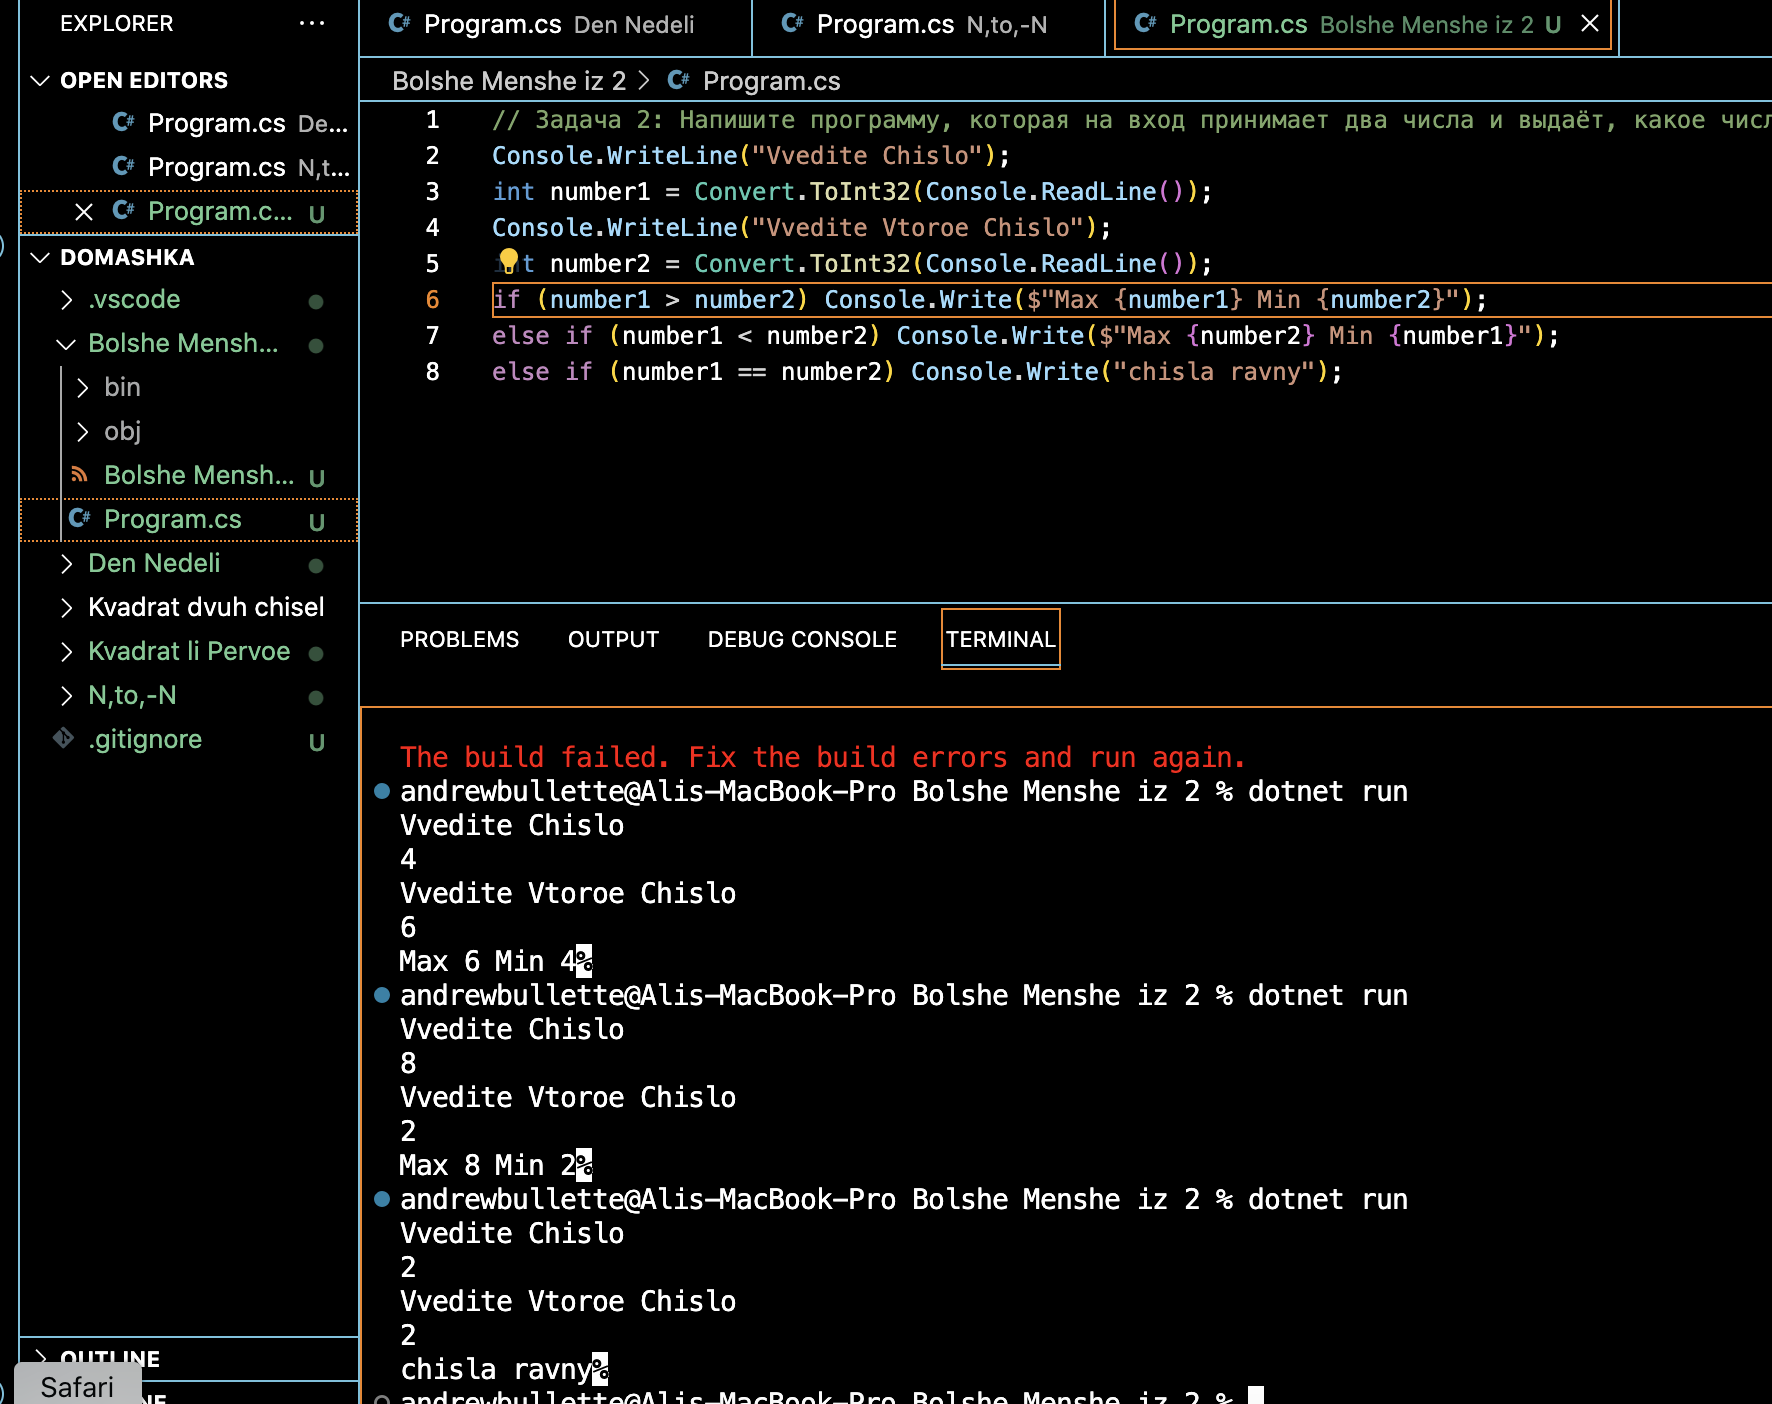 EXPLORER ...
OPEN EDITORS
Program.cs De...
Program.cs N,t...
Program.c... U
DOMASHKA
.vscode
Bolshe Mensh...
bin
obj
Bolshe Mensh... U
Program.cs U
Den Nedeli
Kvadrat dvuh chisel
Kvadrat li Pervoe
N,to,-N
.gitignore U
OUTLINE
Safari
Program.cs Den Nedeli
Program.cs N,to,-N
Program.cs Bolshe Menshe iz 2 U
Bolshe Menshe iz 2 > Program.cs
1 // Задача 2: Напишите программу, которая на вход принимает два числа и выдаёт, какое чис
2 Console.WriteLine("Vvedite Chislo");
3 int number1 = Convert.ToInt32(Console.ReadLine());
4 Console.WriteLine("Vvedite Vtoroe Chislo");
5 int number2 = Convert.ToInt32(Console.ReadLine());
6 if (number1 > number2) Console.Write($"Max {number1} Min {number2}");
7 else if (number1 < number2) Console.Write($"Max {number2} Min {number1}");
8 else if (number1 == number2) Console.Write("chisla ravny");
PROBLEMS OUTPUT DEBUG CONSOLE TERMINAL
The build failed. Fix the build errors and run again.
andrewbullette@Alis-MacBook-Pro Bolshe Menshe iz 2 % dotnet run
Vvedite Chislo
4
Vvedite Vtoroe Chislo
6
Max 6 Min 4%
andrewbullette@Alis-MacBook-Pro Bolshe Menshe iz 2 % dotnet run
Vvedite Chislo
8
Vvedite Vtoroe Chislo
2
Max 8 Min 2%
andrewbullette@Alis-MacBook-Pro Bolshe Menshe iz 2 % dotnet run
Vvedite Chislo
2
Vvedite Vtoroe Chislo
2
chisla ravny%
andrewbullette@Alis-MacBook-Pro Bolshe Menshe iz 2 %